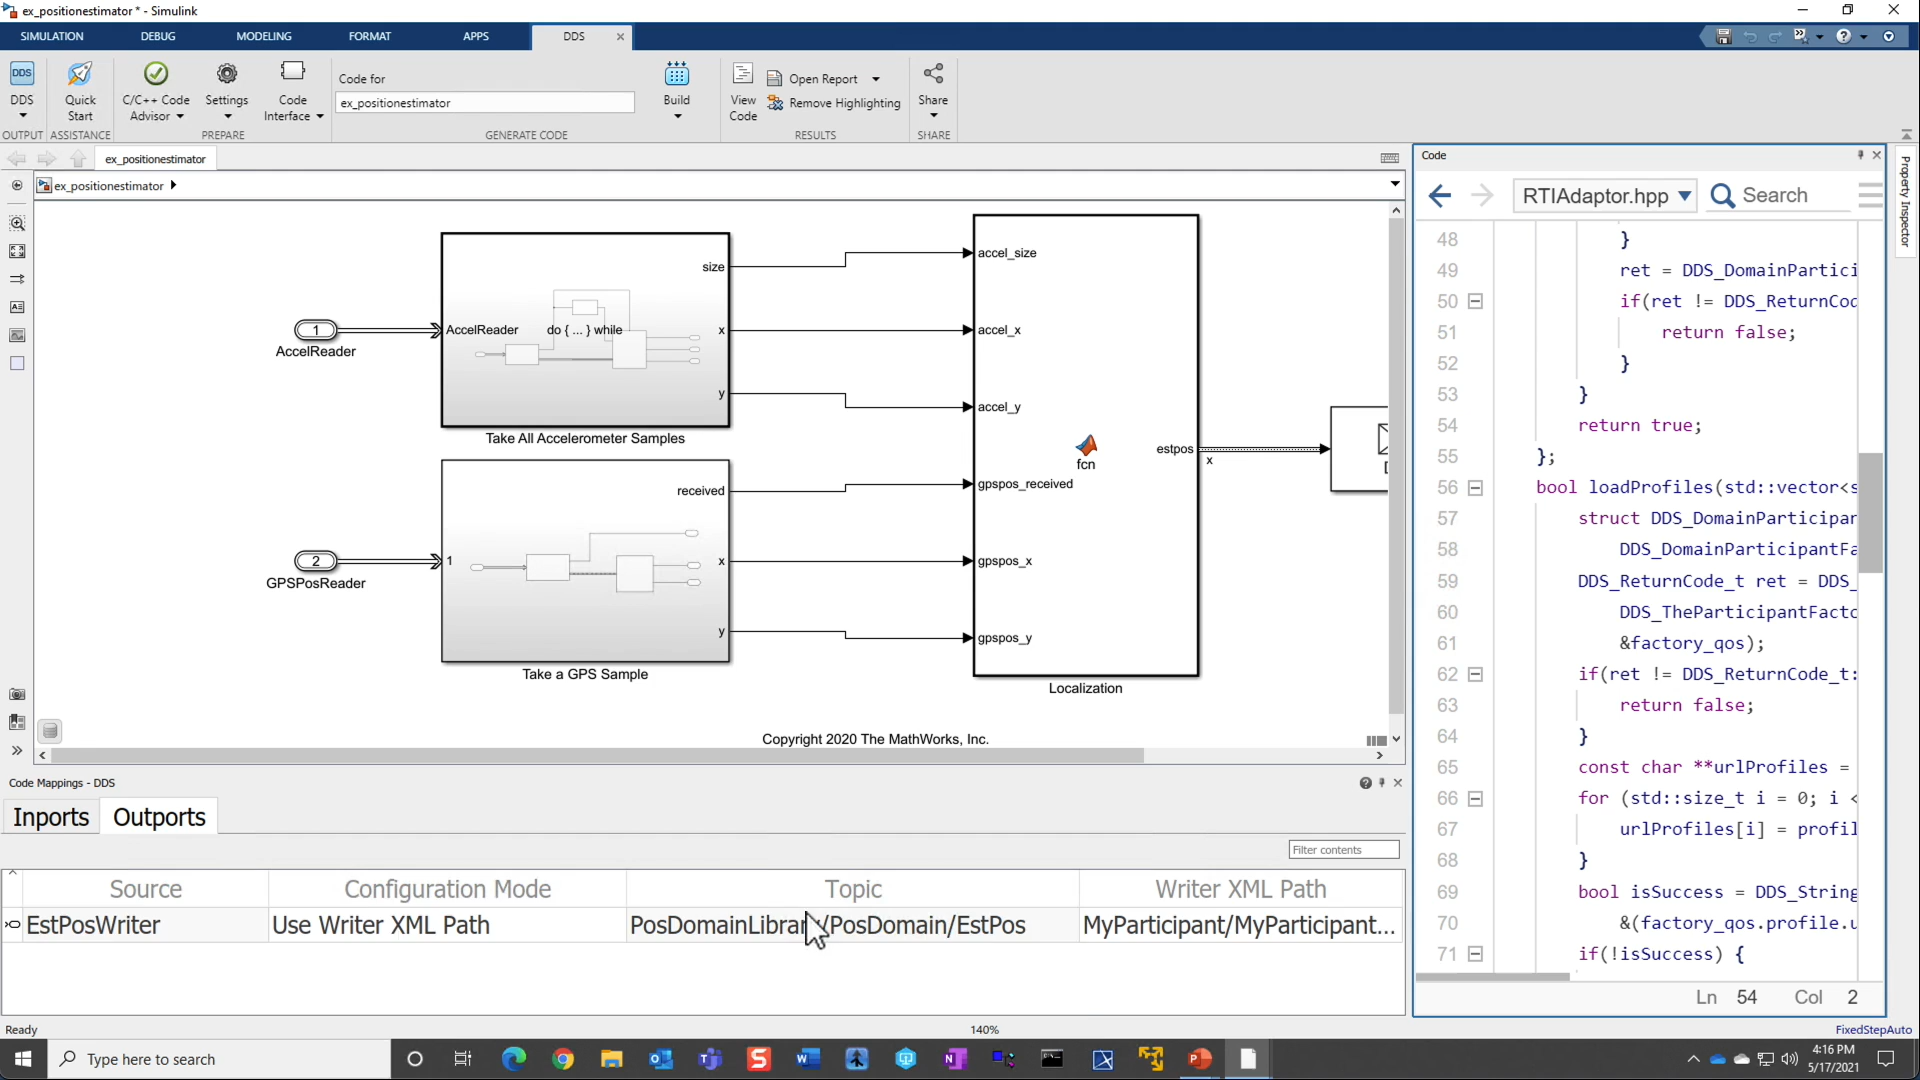 ex_positionestimator * - Simulink
SIMULATION DEBUG MODELING FORMAT APPS DDS
DDS
DDS
Quick Start
C/C++ Code Advisor
Settings
Code Interface
Code for
ex_positionestimator
Build
View Code
Open Report
Remove Highlighting
Share
OUTPUT ASSISTANCE PREPARE GENERATE CODE RESULTS SHARE
ex_positionestimator
ex_positionestimator
1
AccelReader
AccelReader
do { ... } while
size
x
y
Take All Accelerometer Samples
2
GPSPosReader
1
received
x
y
Take a GPS Sample
accel_size
accel_x
accel_y
gpspos_received
gpspos_x
gpspos_y
fcn
estpos
x
Localization
Copyright 2020 The MathWorks, Inc.
Code
RTIAdaptor.hpp Search
48 }
49 ret = DDS_DomainPartici
50 if(ret != DDS_ReturnCod
51 return false;
52 }
53 }
54 return true;
55 };
56 bool loadProfiles(std::vector<s
57 struct DDS_DomainParticipan
58 DDS_DomainParticipantFa
59 DDS_ReturnCode_t ret = DDS_
60 DDS_TheParticipantFacto
61 &factory_qos);
62 if(ret != DDS_ReturnCode_t:
63 return false;
64 }
65 const char **urlProfiles =
66 for (std::size_t i = 0; i <
67 urlProfiles[i] = profil
68 }
69 bool isSuccess = DDS_String
70 &(factory_qos.profile.u
71 if(!isSuccess) {
Ln 54 Col 2
Property Inspector
Code Mappings - DDS
Inports Outports
Filter contents
Source Configuration Mode Topic Writer XML Path
EstPosWriter Use Writer XML Path PosDomainLibrary/PosDomain/EstPos MyParticipant/MyParticipant...
Ready 140% FixedStepAuto
Type here to search
4:16 PM
5/17/2021